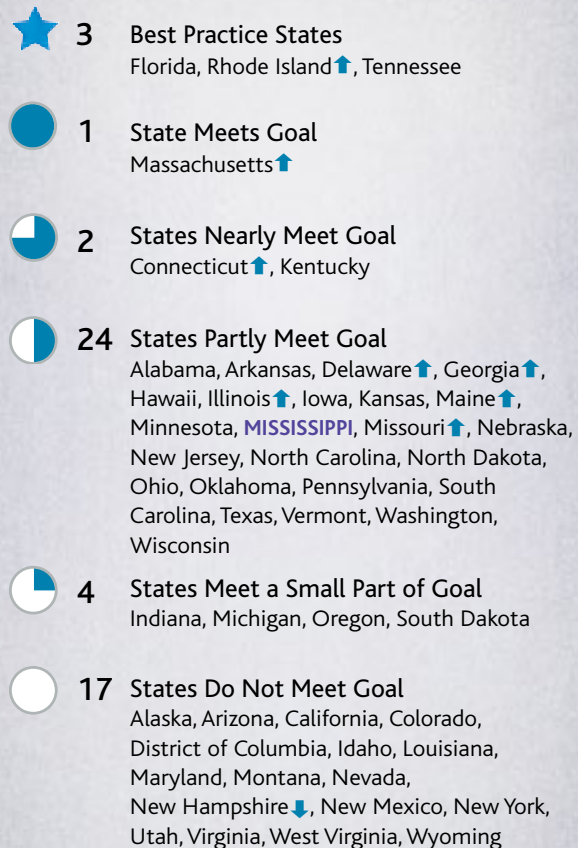 3 Best Practice States
Florida, Rhode Island⬆, Tennessee
1 State Meets Goal
Massachusetts⬆
2 States Nearly Meet Goal
Connecticut⬆, Kentucky
24 States Partly Meet Goal
Alabama, Arkansas, Delaware⬆, Georgia⬆,
Hawaii, Illinois⬆, Iowa, Kansas, Maine⬆,
Minnesota, MISSISSIPPI, Missouri⬆, Nebraska,
New Jersey, North Carolina, North Dakota,
Ohio, Oklahoma, Pennsylvania, South
Carolina, Texas, Vermont, Washington,
Wisconsin
4 States Meet a Small Part of Goal
Indiana, Michigan, Oregon, South Dakota
17 States Do Not Meet Goal
Alaska, Arizona, California, Colorado,
District of Columbia, Idaho, Louisiana,
Maryland, Montana, Nevada,
New Hampshire⬇, New Mexico, New York,
Utah, Virginia, West Virginia, Wyoming